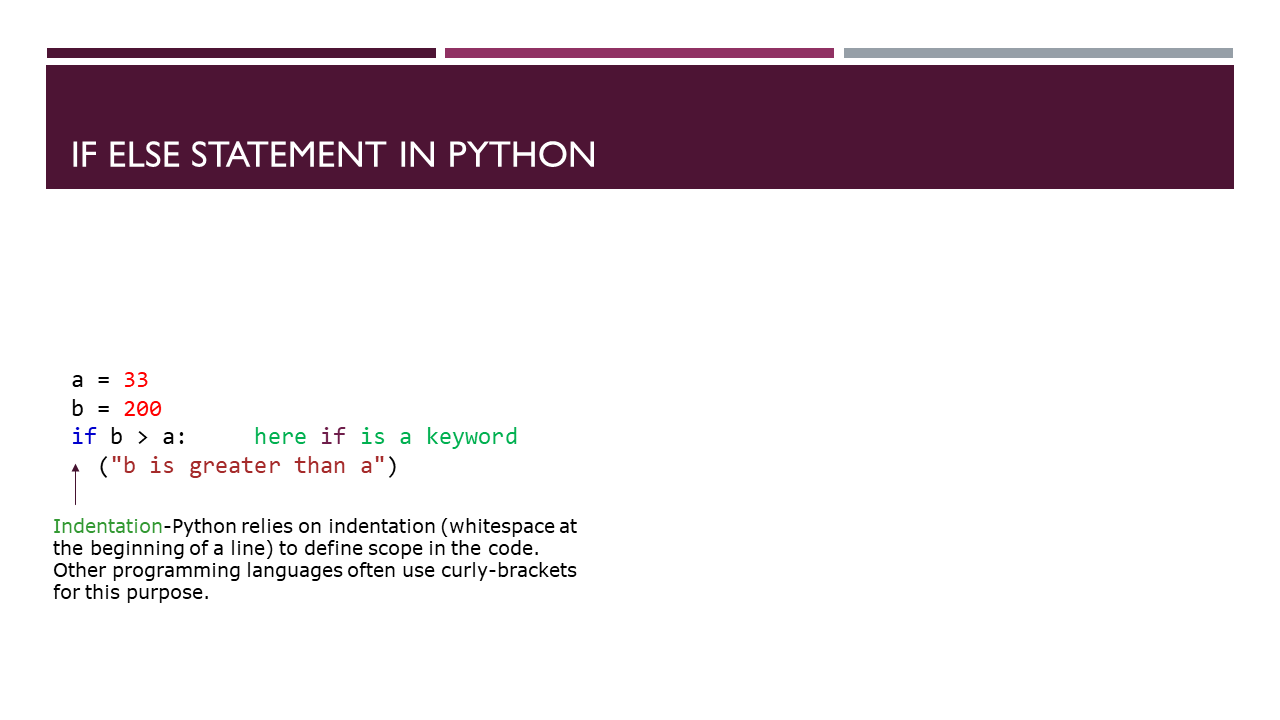 IF ELSE STATEMENT IN PYTHON
a = 33
b = 200
if b > a:     here if is a keyword
  ("b is greater than a")
Indentation-Python relies on indentation (whitespace at
the beginning of a line) to define scope in the code.
Other programming languages often use curly-brackets
for this purpose.